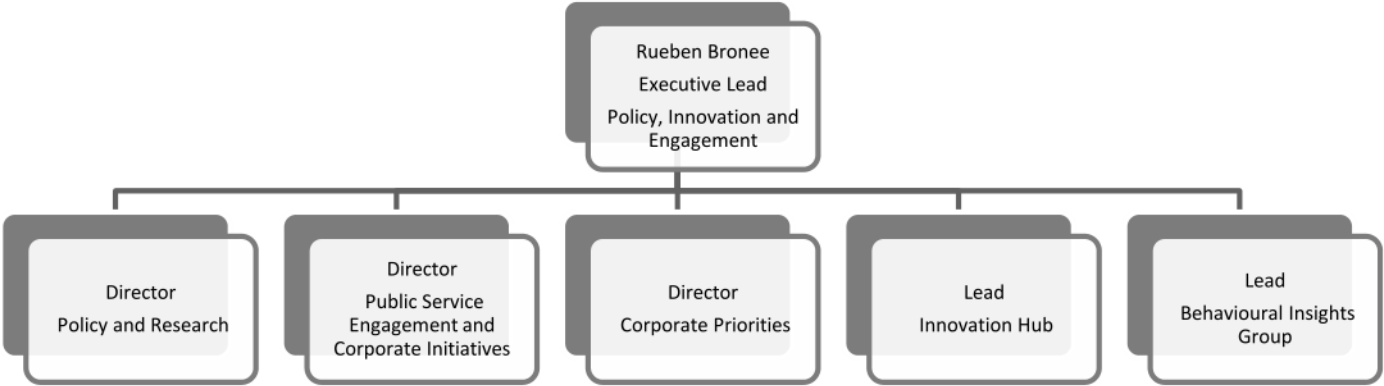 Rueben Bronee
Executive Lead
Policy, Innovation and
Engagement
Director
Policy and Research
Director
Public Service
Engagement and
Corporate Initiatives
Director
Corporate Priorities
Lead
Innovation Hub
Lead
Behavioural Insights
Group